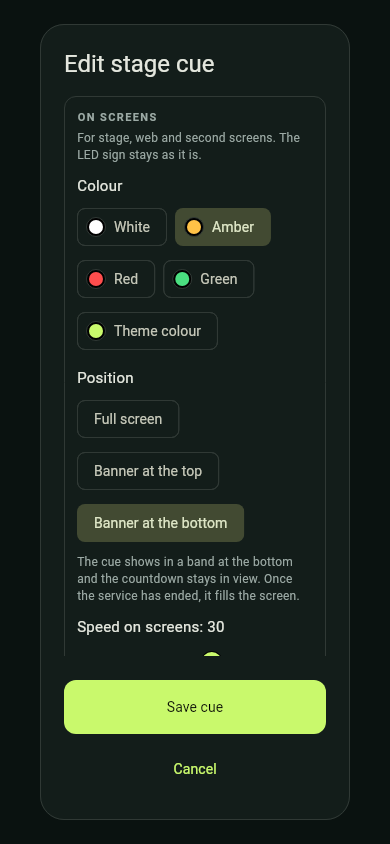 Edit stage cue
ON SCREENS
For stage, web and second screens. The
LED sign stays as it is.
Colour
White
Amber
Red
Green
Theme colour
Position
Full screen
Banner at the top
Banner at the bottom
The cue shows in a band at the bottom
and the countdown stays in view. Once
the service has ended, it fills the screen.
Speed on screens: 30
Save cue
Cancel